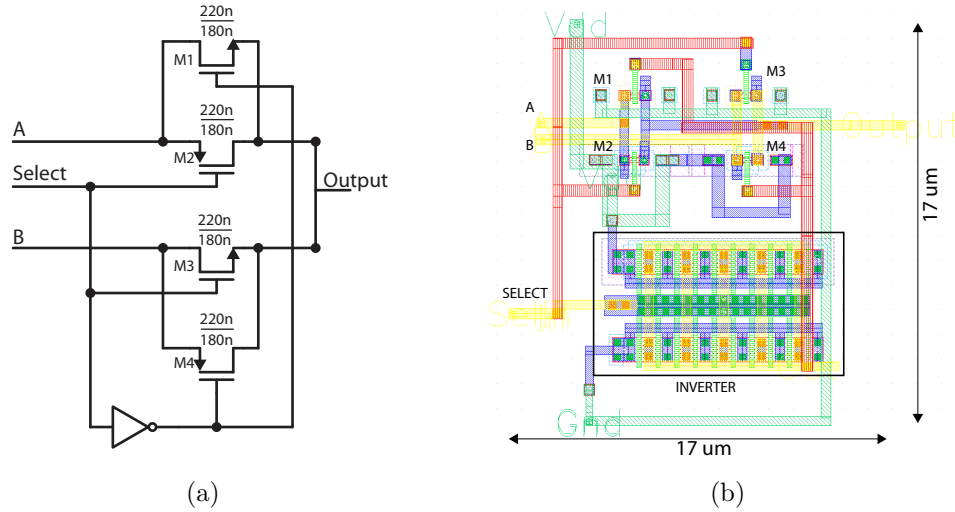 220n
180n
M1
A
220n
180n
M2
Select
Output
B
220n
180n
M3
220n
180n
M4
(a)
Vdd
M1
M3
A
B
Output
M2
M4
17 um
SELECT
INVERTER
Gnd
17 um
(b)